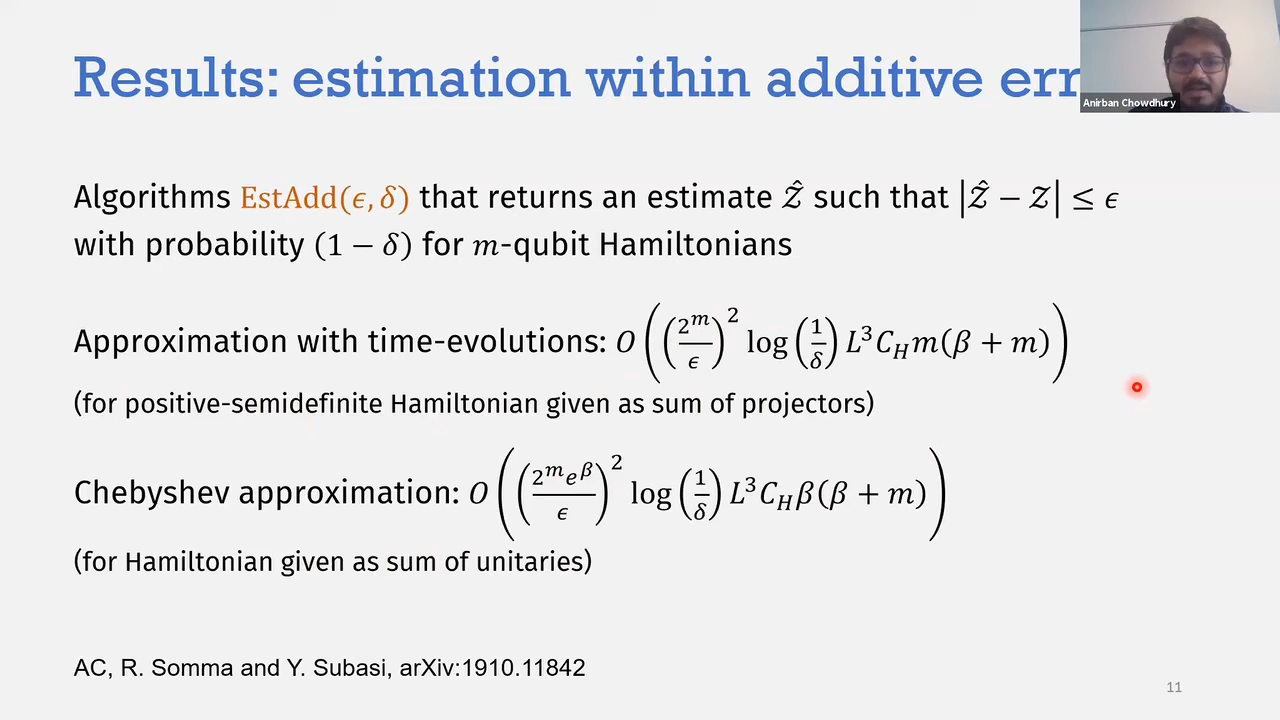 Results: estimation within additive err
Anirban Chowdhury
Algorithms EstAdd(ϵ, δ) that returns an estimate 𝒵̂ such that |𝒵̂ − 𝒵| ≤ ϵ
with probability (1 − δ) for m-qubit Hamiltonians
Approximation with time-evolutions: O((2^m/ϵ)^2 log(1/δ) L^3 C_H m(β + m))
(for positive-semidefinite Hamiltonian given as sum of projectors)
Chebyshev approximation: O((2^m e^β/ϵ)^2 log(1/δ) L^3 C_H β(β + m))
(for Hamiltonian given as sum of unitaries)
AC, R. Somma and Y. Subasi, arXiv:1910.11842
11